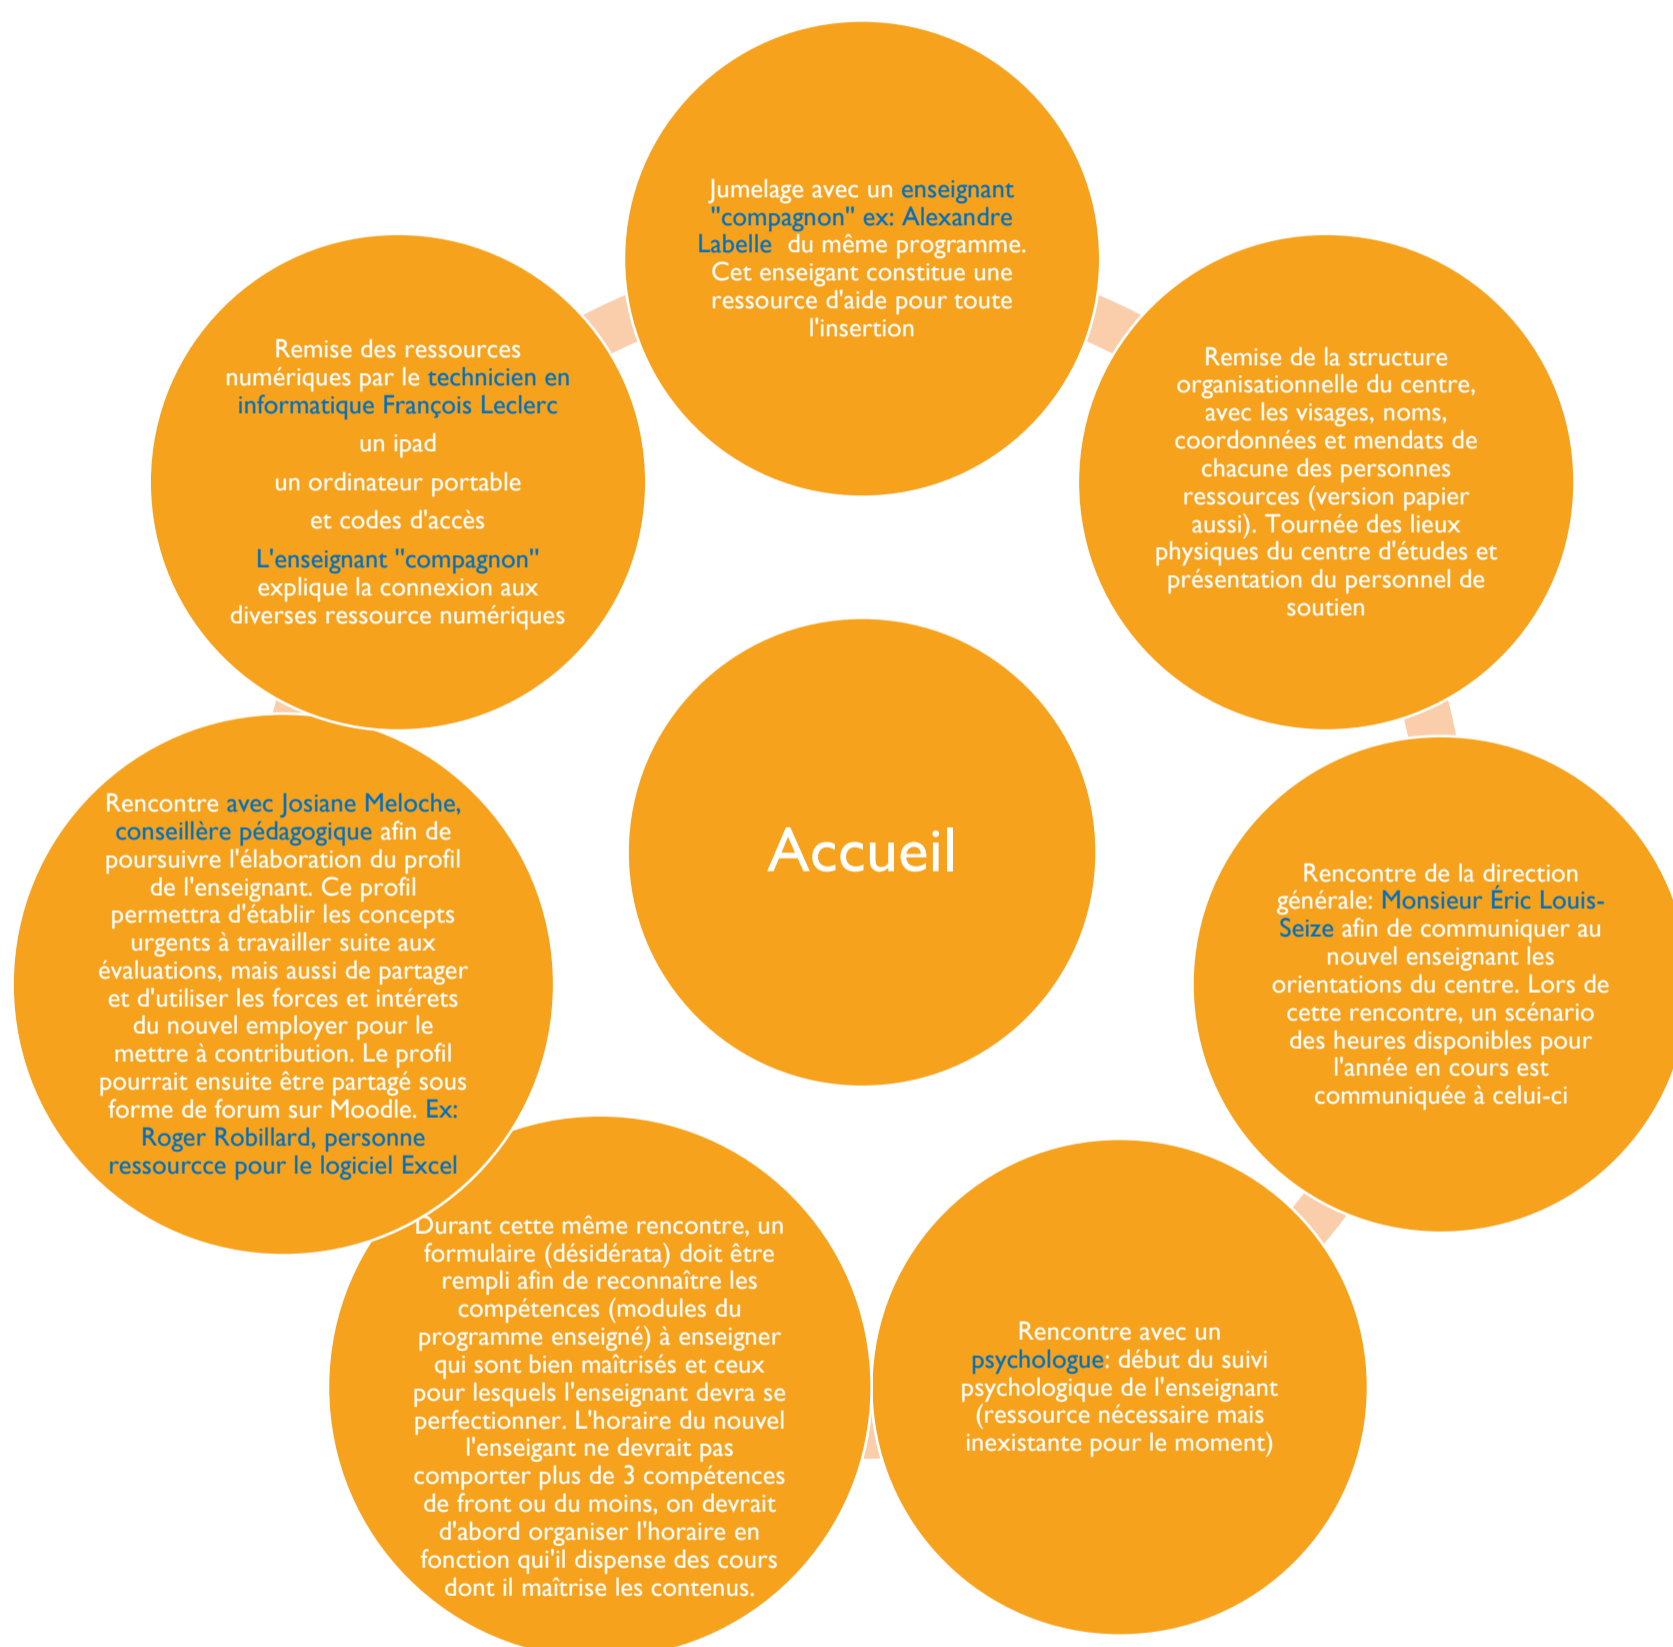 Jumelage avec un enseignant
"compagnon" ex: Alexandre
Labelle du même programme.
Cet enseigant constitue une
ressource d'aide pour toute
l'insertion
Remise de la structure
organisationnelle du centre,
avec les visages, noms,
coordonnées et mendats de
chacune des personnes
ressources (version papier
aussi). Tournée des lieux
physiques du centre d'études et
présentation du personnel de
soutien
Rencontre de la direction
générale: Monsieur Éric Louis-
Seize afin de communiquer au
nouvel enseignant les
orientations du centre. Lors de
cette rencontre, un scénario
des heures disponibles pour
l'année en cours est
communiquée à celui-ci
Rencontre avec un
psychologue: début du suivi
psychologique de l'enseignant
(ressource nécessaire mais
inexistante pour le moment)
Durant cette même rencontre, un
formulaire (désidérata) doit être
rempli afin de reconnaître les
compétences (modules du
programme enseigné) à enseigner
qui sont bien maîtrisés et ceux
pour lesquels l'enseignant devra se
perfectionner. L'horaire du nouvel
l'enseigant ne devrait pas
comporter plus de 3 compétences
de front ou du moins, on devrait
d'abord organiser l'horaire en
fonction qui'il dispense des cours
dont il maîtrise les contenus.
Rencontre avec Josiane Meloche,
conseillère pédagogique afin de
poursuivre l'élaboration du profil
de l'enseignant. Ce profil
permettra d'établir les concepts
urgents à travailler suite aux
évaluations, mais aussi de partager
et d'utiliser les forces et intérets
du nouvel employer pour le
mettre à contribution. Le profil
pourrait ensuite être partagé sous
forme de forum sur Moodle. Ex:
Roger Robillard, personne
ressourcce pour le logiciel Excel
Remise des ressources
numériques par le technicien en
informatique François Leclerc
un ipad
un ordinateur portable
et codes d'accès
L'enseignant "compagnon"
explique la connexion aux
diverses ressource numériques
Accueil